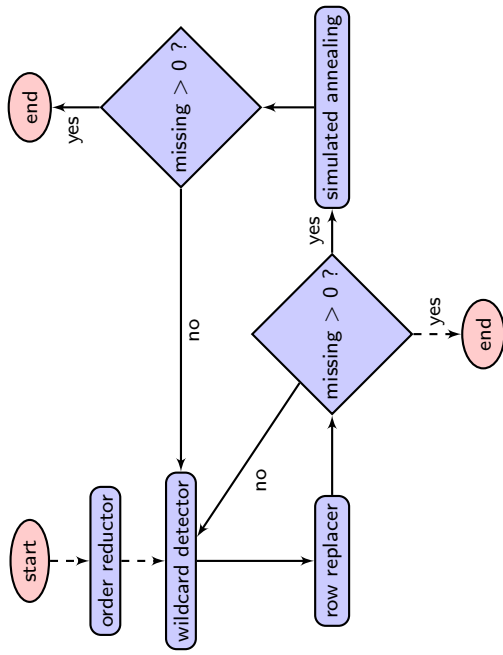 start
order reductor
wildcard detector
row replacer
no
no
missing > 0 ?
yes
end
yes
simulated annealing
missing > 0 ?
yes
end